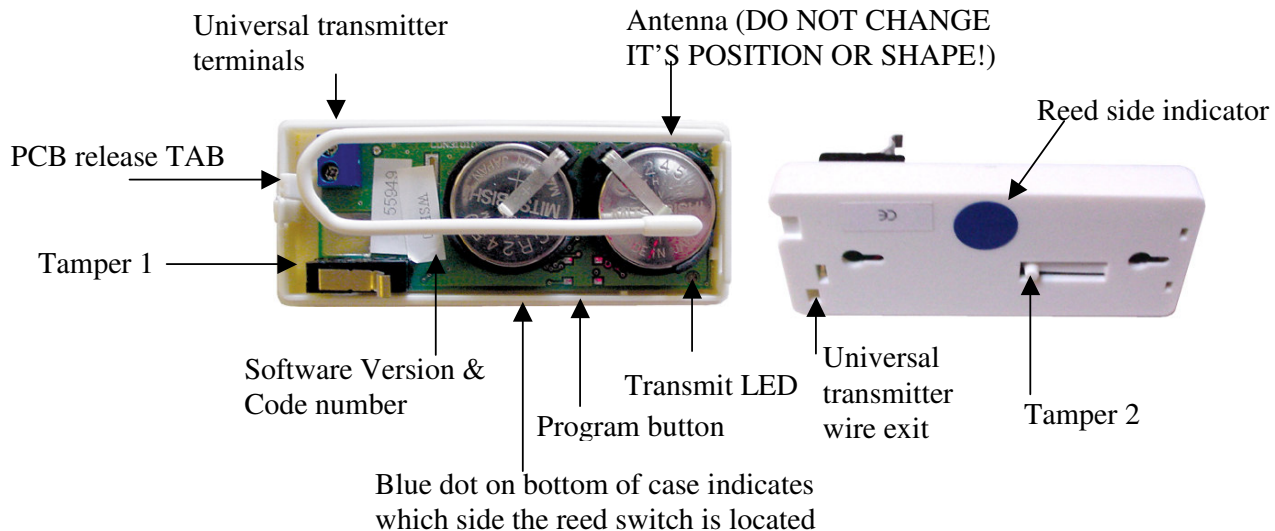 Universal transmitter
terminals
Antenna (DO NOT CHANGE
IT’S POSITION OR SHAPE!)
Reed side indicator
PCB release TAB
Tamper 1
55949
MITSUBISHI
JAPAN
CR2450
CE
Software Version &
Code number
Transmit LED
Program button
Universal
transmitter
wire exit
Tamper 2
Blue dot on bottom of case indicates
which side the reed switch is located